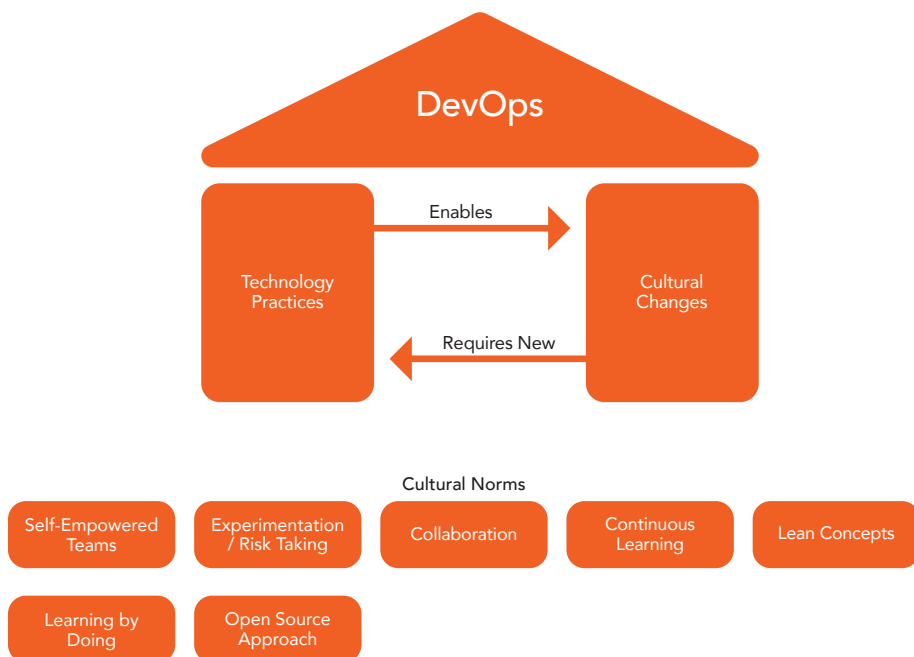 DevOps
Enables
Technology
Practices
Cultural
Changes
Requires New
Cultural Norms
Self-Empowered
Teams
Experimentation
/ Risk Taking
Collaboration
Continuous
Learning
Lean Concepts
Learning by
Doing
Open Source
Approach